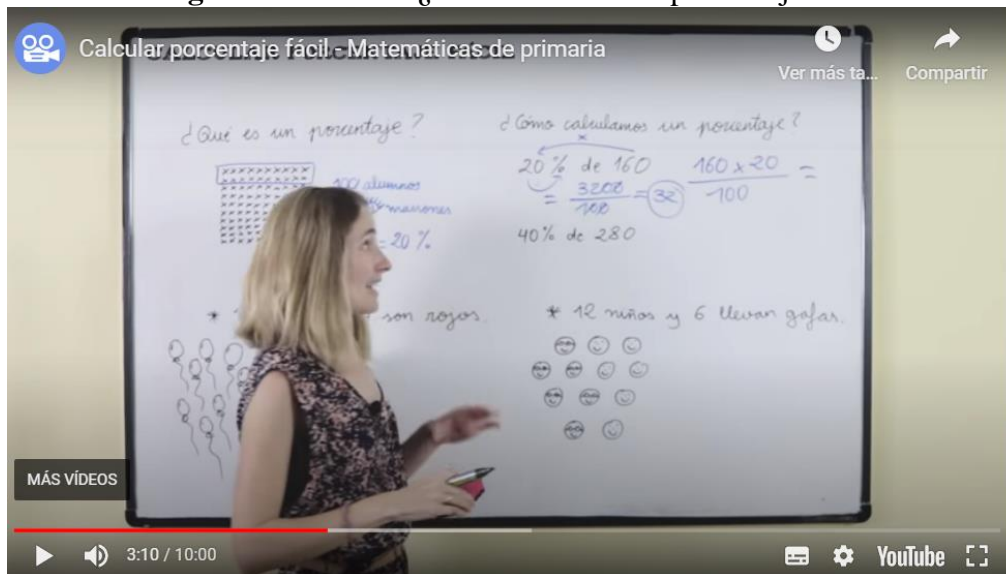 Calcular porcentaje fácil - Matemáticas de primaria
Ver más ta...
Compartir
¿Qué es un porcentaje?
100 alumnos
marrones
= 20 %
¿Cómo calculamos un porcentaje?
x
20 % de 160
= 3200 / 100 = 32
160 x 20 / 100 =
40% de 280
*
son rojos.
* 12 niños y 6 llevan gafas.
MÁS VÍDEOS
3:10 / 10:00
YouTube